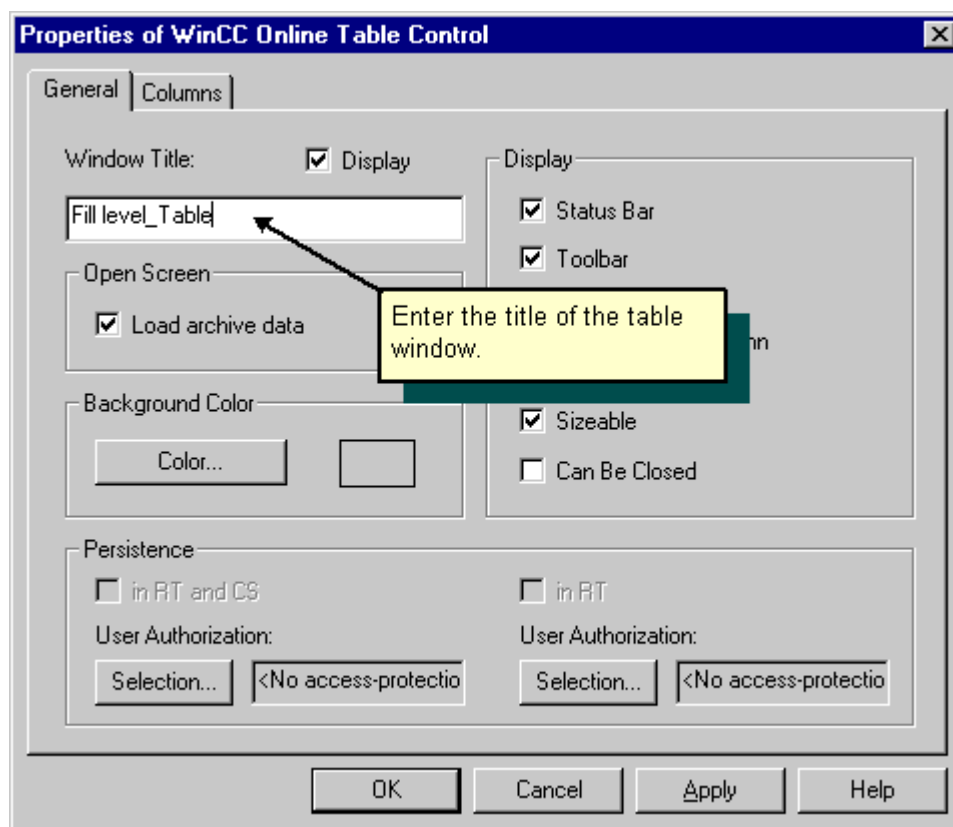 Properties of WinCC Online Table Control
General
Columns
Window Title:
Display
Fill level_Table
Open Screen
Load archive data
Background Color
Color...
Display
Status Bar
Toolbar
Enter the title of the table
window.
Sizeable
Can Be Closed
Persistence
in RT and CS
in RT
User Authorization:
User Authorization:
Selection...
<No access-protectio
Selection...
<No access-protectio
OK
Cancel
Apply
Help